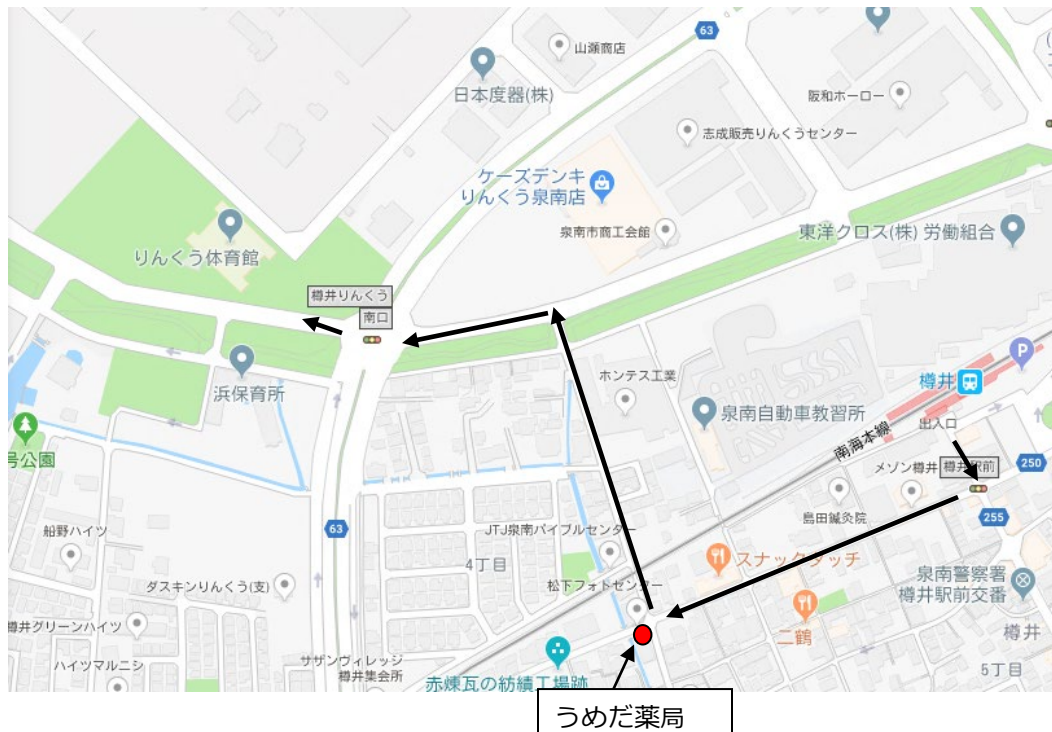 63
山瀬商店
日本度器(株)
阪和ホーロー
志成販売りんくうセンター
ケーズデンキ
りんくう泉南店
泉南市商工会館
東洋クロス(株) 労働組合
りんくう体育館
樽井りんくう
南口
浜保育所
ホンテス工業
樽井
P
泉南自動車教習所
南海本線
出入口
号公園
メゾン樽井
樽井駅前
250
255
島田鍼灸院
63
船野ハイツ
JTJ泉南バイブルセンター
4丁目
スナックタッチ
ダスキンりんくう(支)
松下フォトセンター
泉南警察署
樽井駅前交番
樽井グリーンハイツ
二鶴
樽井
ハイツマルニシ
サザンヴィレッジ
樽井集会所
5丁目
赤煉瓦の紡績工場跡
うめだ薬局